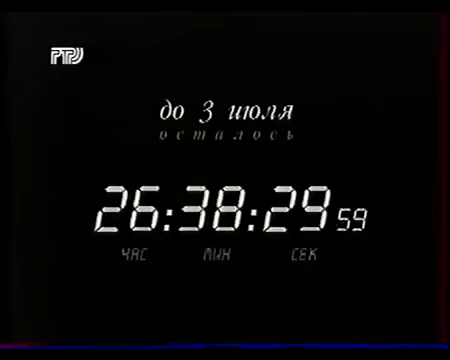 РТР
до 3 июля
осталось
26:38:29 59
ЧАС МИН СЕК